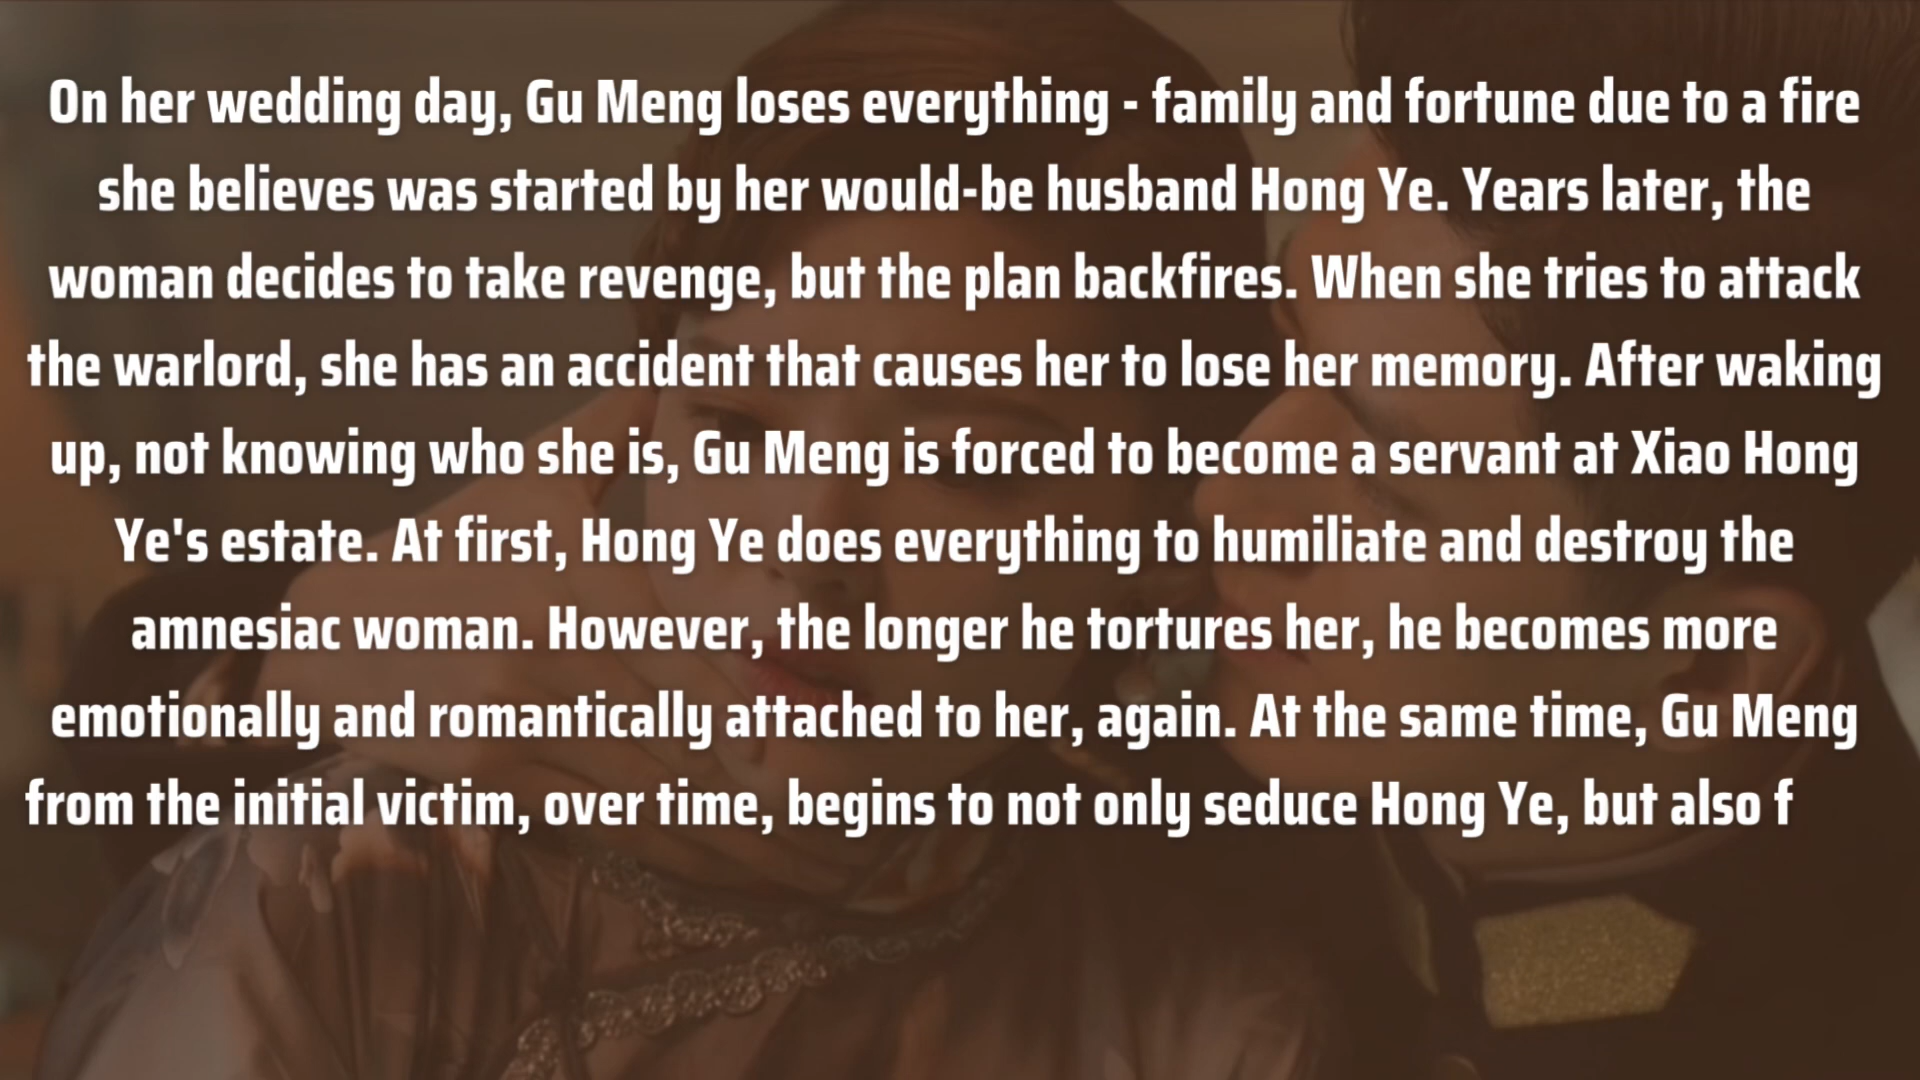 On her wedding day, Gu Meng loses everything - family and fortune due to a fire
she believes was started by her would-be husband Hong Ye. Years later, the
woman decides to take revenge, but the plan backfires. When she tries to attack
the warlord, she has an accident that causes her to lose her memory. After waking
up, not knowing who she is, Gu Meng is forced to become a servant at Xiao Hong
Ye's estate. At first, Hong Ye does everything to humiliate and destroy the
amnesiac woman. However, the longer he tortures her, he becomes more
emotionally and romantically attached to her, again. At the same time, Gu Meng
from the initial victim, over time, begins to not only seduce Hong Ye, but also f